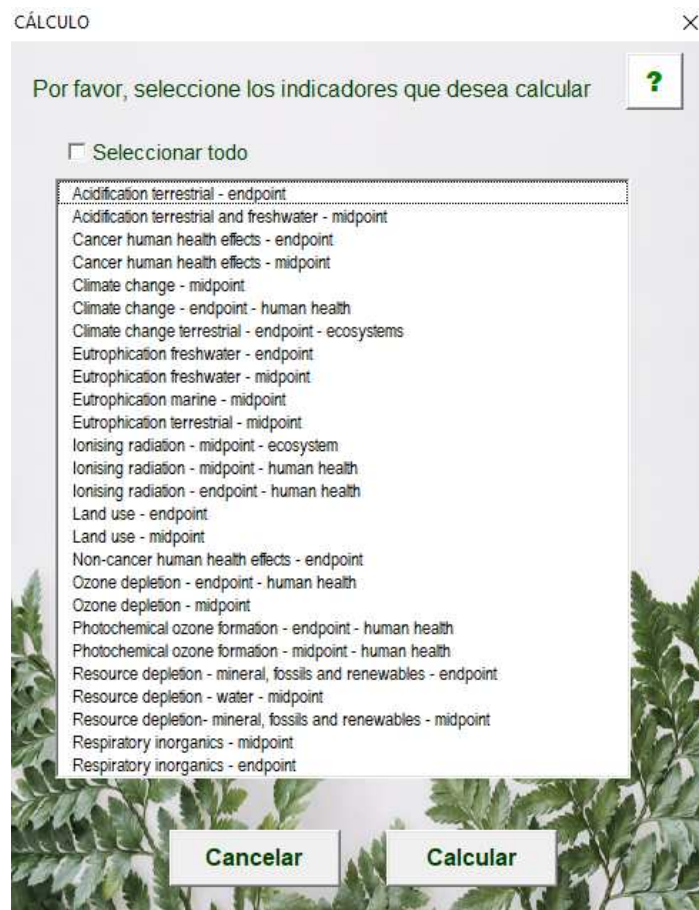 CÁLCULO
Por favor, seleccione los indicadores que desea calcular
?
Seleccionar todo
Acidification terrestrial - endpoint
Acidification terrestrial and freshwater - midpoint
Cancer human health effects - endpoint
Cancer human health effects - midpoint
Climate change - midpoint
Climate change - endpoint - human health
Climate change terrestrial - endpoint - ecosystems
Eutrophication freshwater - endpoint
Eutrophication freshwater - midpoint
Eutrophication marine - midpoint
Eutrophication terrestrial - midpoint
Ionising radiation - midpoint - ecosystem
Ionising radiation - midpoint - human health
Ionising radiation - endpoint - human health
Land use - endpoint
Land use - midpoint
Non-cancer human health effects - endpoint
Ozone depletion - endpoint - human health
Ozone depletion - midpoint
Photochemical ozone formation - endpoint - human health
Photochemical ozone formation - midpoint - human health
Resource depletion - mineral, fossils and renewables - endpoint
Resource depletion - water - midpoint
Resource depletion- mineral, fossils and renewables - midpoint
Respiratory inorganics - midpoint
Respiratory inorganics - endpoint
Cancelar
Calcular